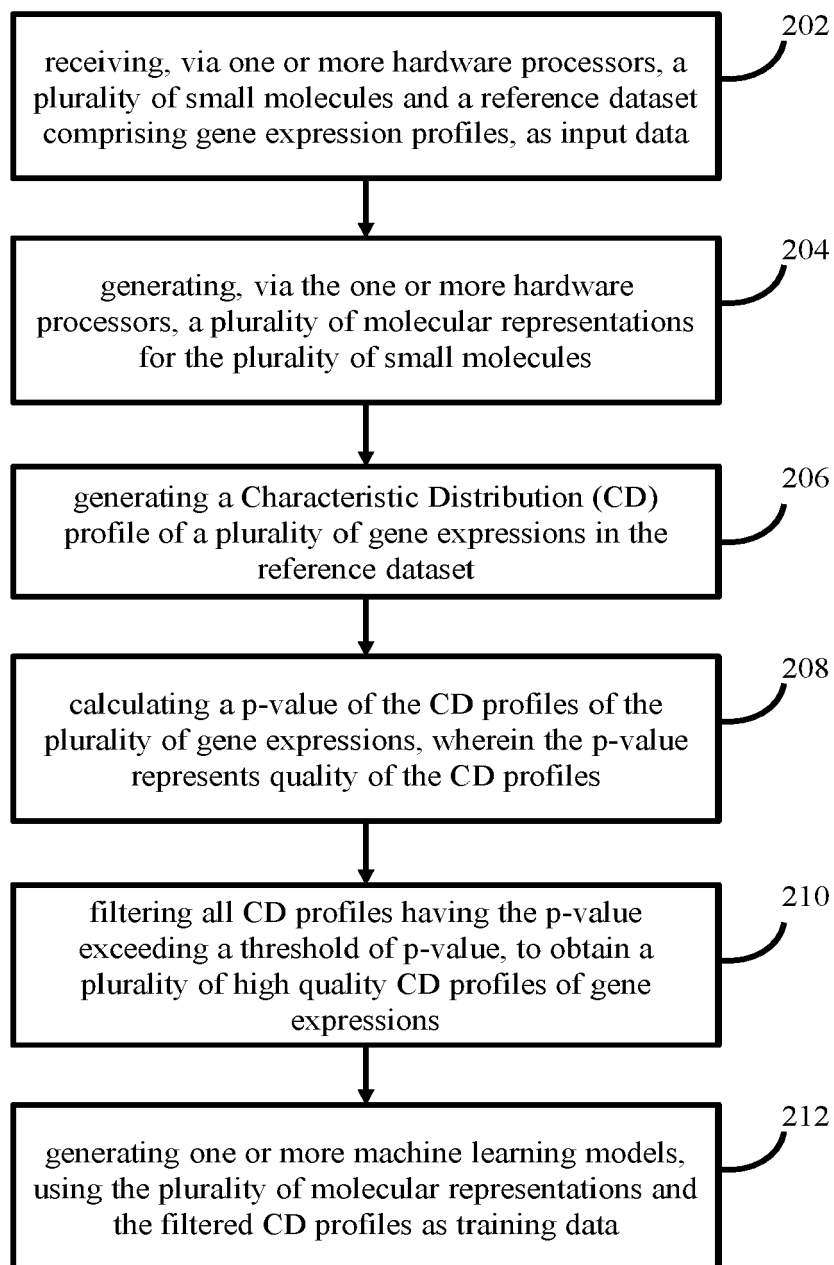 202
receiving, via one or more hardware processors, a
plurality of small molecules and a reference dataset
comprising gene expression profiles, as input data
204
generating, via the one or more hardware
processors, a plurality of molecular representations
for the plurality of small molecules
206
generating a Characteristic Distribution (CD)
profile of a plurality of gene expressions in the
reference dataset
208
calculating a p-value of the CD profiles of the
plurality of gene expressions, wherein the p-value
represents quality of the CD profiles
210
filtering all CD profiles having the p-value
exceeding a threshold of p-value, to obtain a
plurality of high quality CD profiles of gene
expressions
212
generating one or more machine learning models,
using the plurality of molecular representations and
the filtered CD profiles as training data